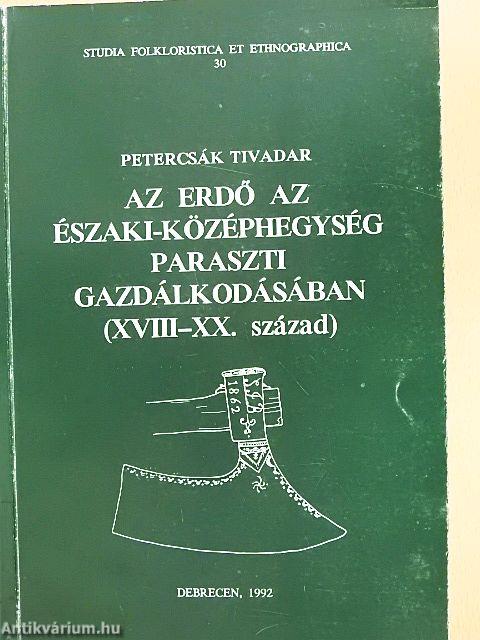 STUDIA FOLKLORISTICA ET ETHNOGRAPHICA
30
PETERCSÁK TIVADAR
AZ ERDŐ AZ
ÉSZAKI-KÖZÉPHEGYSÉG
PARASZTI
GAZDÁLKODÁSÁBAN
(XVIII–XX. század)
1862
DEBRECEN, 1992
Antikvárium.hu